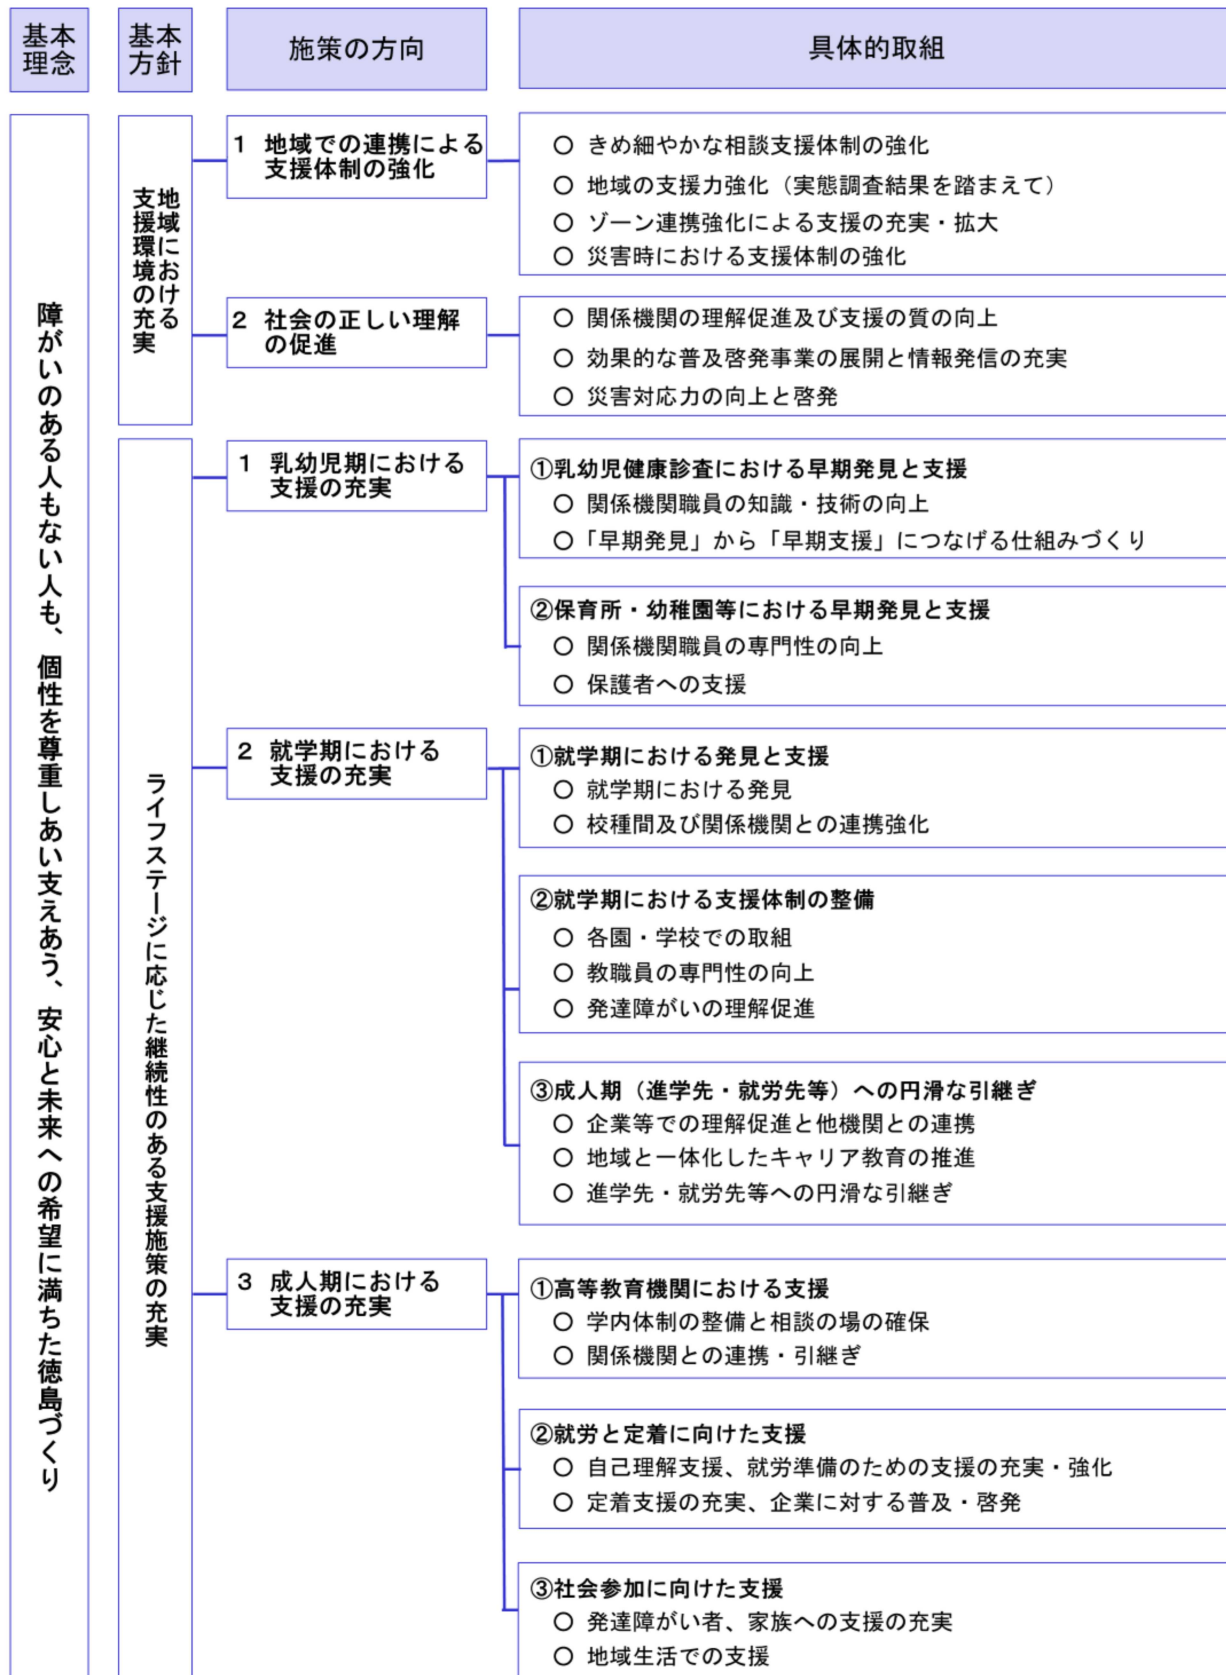 基本
理念
基本
方針
施策の方向
具体的取組
障がいのある人もない人も、個性を尊重しあい支えあう、安心と未来への希望に満ちた徳島づくり
地域における
支援環境の充実
1 地域での連携による
支援体制の強化
○ きめ細やかな相談支援体制の強化
○ 地域の支援力強化（実態調査結果を踏まえて）
○ ゾーン連携強化による支援の充実・拡大
○ 災害時における支援体制の強化
2 社会の正しい理解
の促進
○ 関係機関の理解促進及び支援の質の向上
○ 効果的な普及啓発事業の展開と情報発信の充実
○ 災害対応力の向上と啓発
ライフステージに応じた継続性のある支援施策の充実
1 乳幼児期における
支援の充実
①乳幼児健康診査における早期発見と支援
○ 関係機関職員の知識・技術の向上
○「早期発見」から「早期支援」につなげる仕組みづくり
②保育所・幼稚園等における早期発見と支援
○ 関係機関職員の専門性の向上
○ 保護者への支援
2 就学期における
支援の充実
①就学期における発見と支援
○ 就学期における発見
○ 校種間及び関係機関との連携強化
②就学期における支援体制の整備
○ 各園・学校での取組
○ 教職員の専門性の向上
○ 発達障がいの理解促進
③成人期（進学先・就労先等）への円滑な引継ぎ
○ 企業等での理解促進と他機関との連携
○ 地域と一体化したキャリア教育の推進
○ 進学先・就労先等への円滑な引継ぎ
3 成人期における
支援の充実
①高等教育機関における支援
○ 学内体制の整備と相談の場の確保
○ 関係機関との連携・引継ぎ
②就労と定着に向けた支援
○ 自己理解支援、就労準備のための支援の充実・強化
○ 定着支援の充実、企業に対する普及・啓発
③社会参加に向けた支援
○ 発達障がい者、家族への支援の充実
○ 地域生活での支援